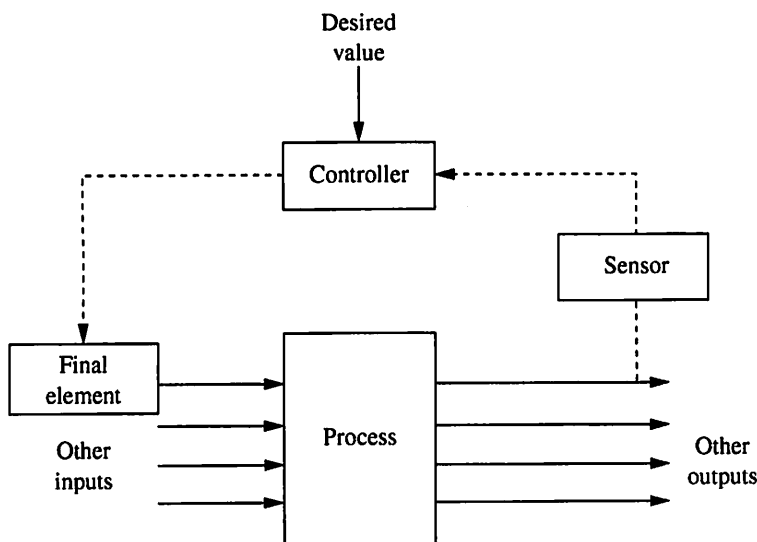 Desired
value
Controller
Sensor
Final
element
Process
Other
inputs
Other
outputs